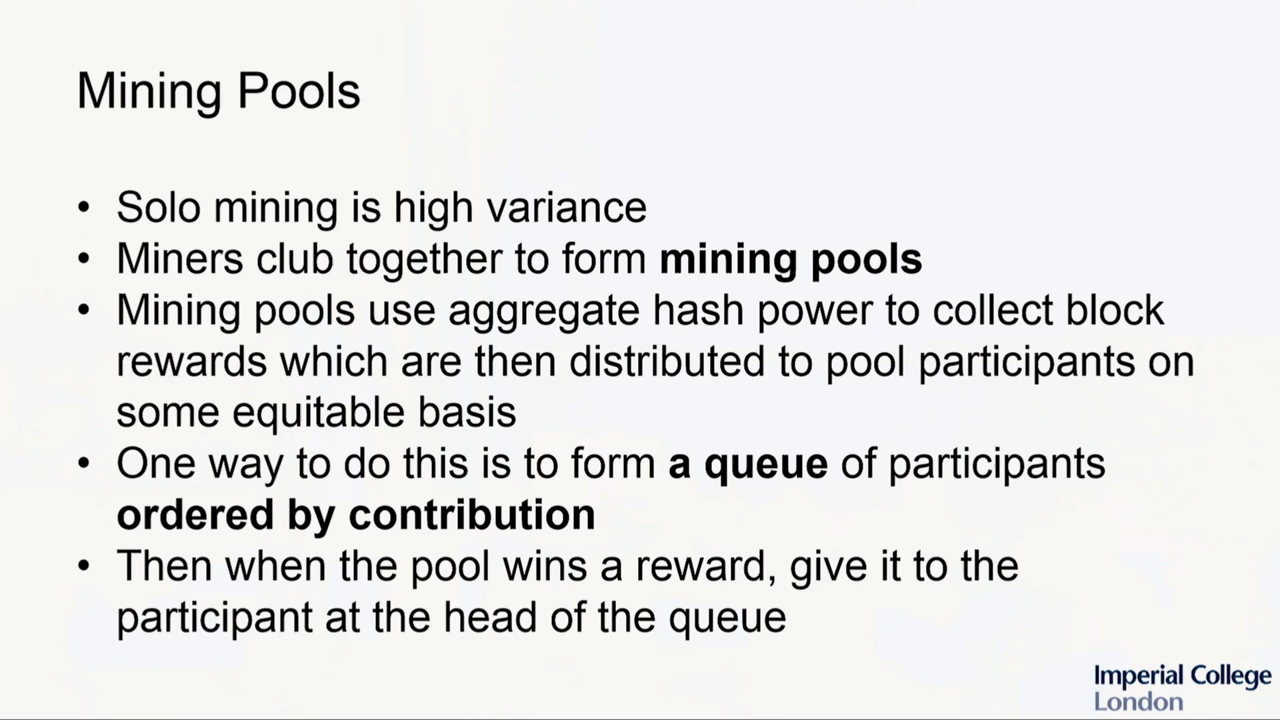 Mining Pools
• Solo mining is high variance
• Miners club together to form mining pools
• Mining pools use aggregate hash power to collect block
rewards which are then distributed to pool participants on
some equitable basis
• One way to do this is to form a queue of participants
ordered by contribution
• Then when the pool wins a reward, give it to the
participant at the head of the queue
Imperial College
London